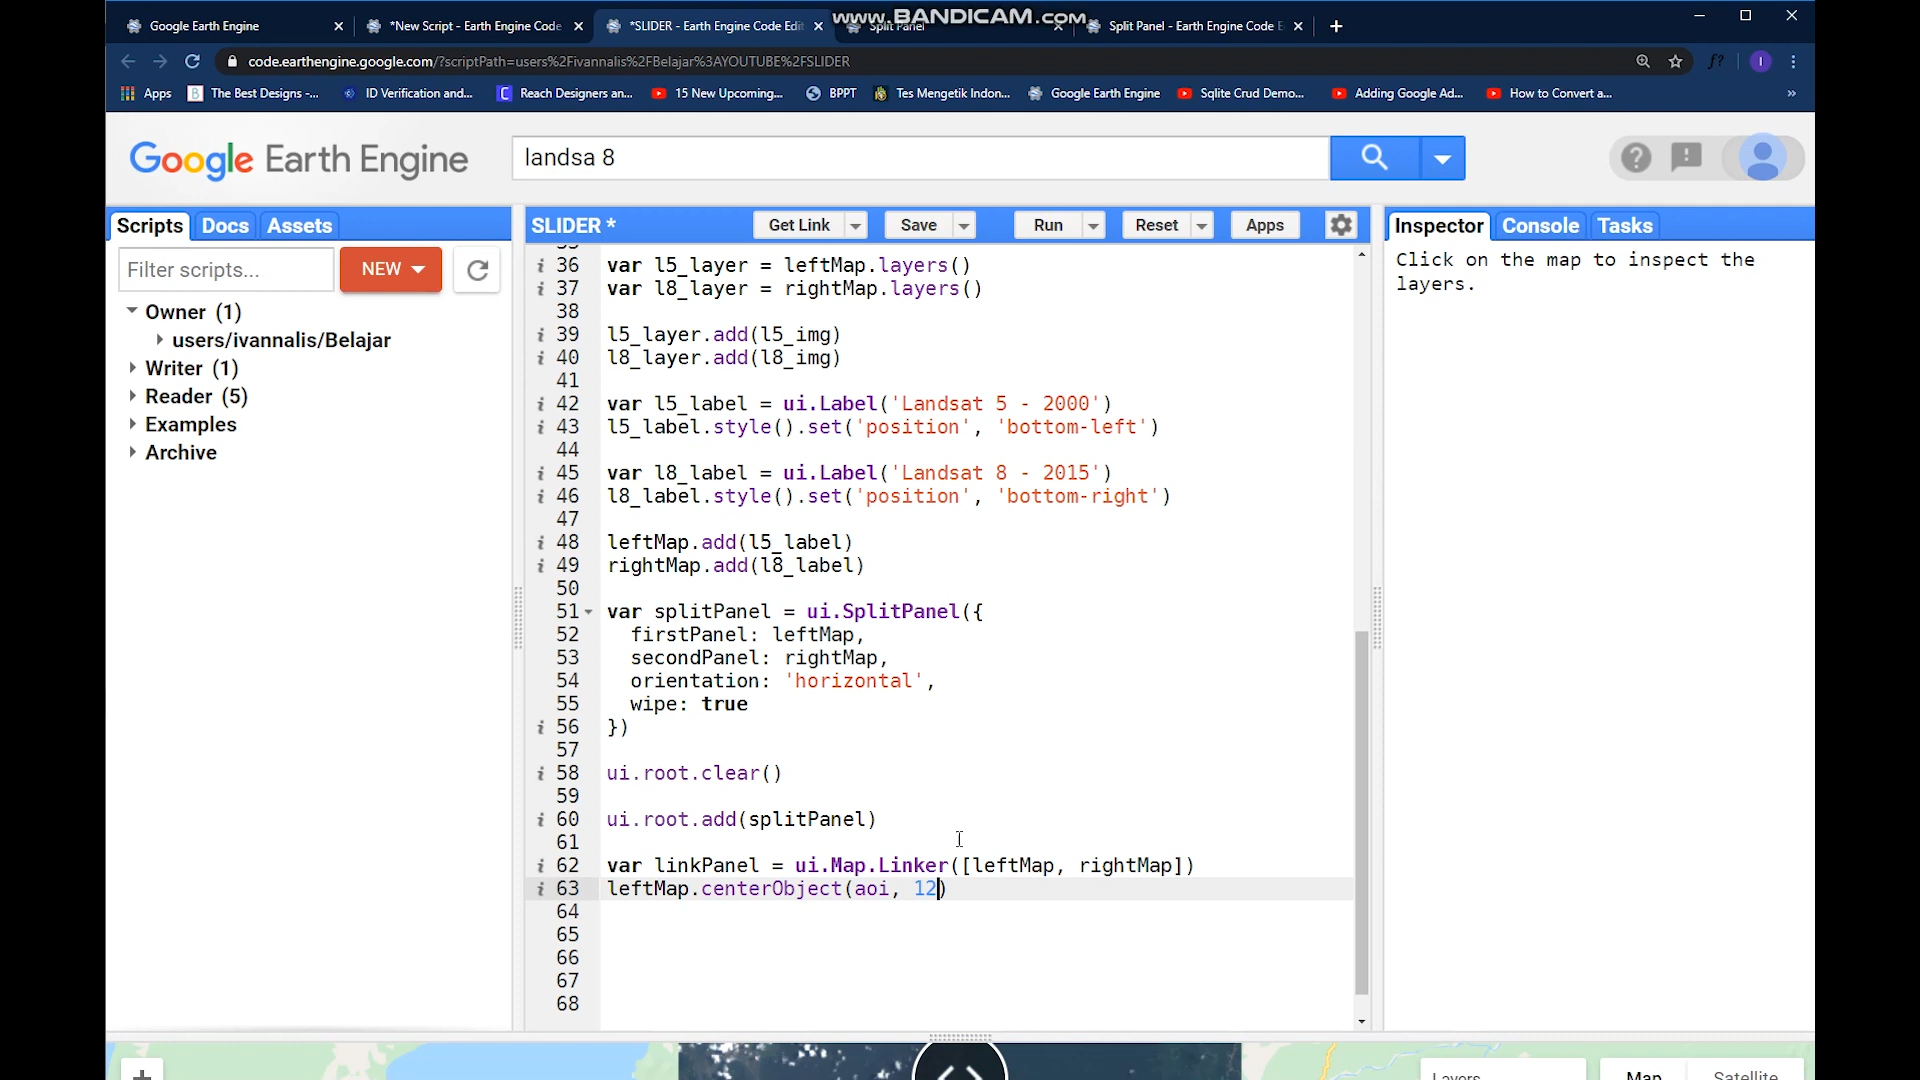 Google Earth Engine
*New Script - Earth Engine Code
*SLIDER - Earth Engine Code Edit
Split Panel
Split Panel - Earth Engine Code E
www.BANDICAM.com
code.earthengine.google.com/?scriptPath=users%2Fivannalis%2FBelajar%3AYOUTUBE%2FSLIDER
f?
I
Apps
The Best Designs -...
ID Verification and...
Reach Designers an...
15 New Upcoming...
BPPT
Tes Mengetik Indon...
Google Earth Engine
Sqlite Crud Demo...
Adding Google Ad...
How to Convert a...
»
Google Earth Engine
landsa 8
Scripts
Docs
Assets
SLIDER *
Get Link
Save
Run
Reset
Apps
Inspector
Console
Tasks
Filter scripts...
NEW
Owner (1)
users/ivannalis/Belajar
Writer (1)
Reader (5)
Examples
Archive
36 var l5_layer = leftMap.layers()
37 var l8_layer = rightMap.layers()
38
39 l5_layer.add(l5_img)
40 l8_layer.add(l8_img)
41
42 var l5_label = ui.Label('Landsat 5 - 2000')
43 l5_label.style().set('position', 'bottom-left')
44
45 var l8_label = ui.Label('Landsat 8 - 2015')
46 l8_label.style().set('position', 'bottom-right')
47
48 leftMap.add(l5_label)
49 rightMap.add(l8_label)
50
51 var splitPanel = ui.SplitPanel({
52 firstPanel: leftMap,
53 secondPanel: rightMap,
54 orientation: 'horizontal',
55 wipe: true
56 })
57
58 ui.root.clear()
59
60 ui.root.add(splitPanel)
61
62 var linkPanel = ui.Map.Linker([leftMap, rightMap])
63 leftMap.centerObject(aoi, 12)
64
65
66
67
68
Click on the map to inspect the
layers.
Layers
Map
Satellite